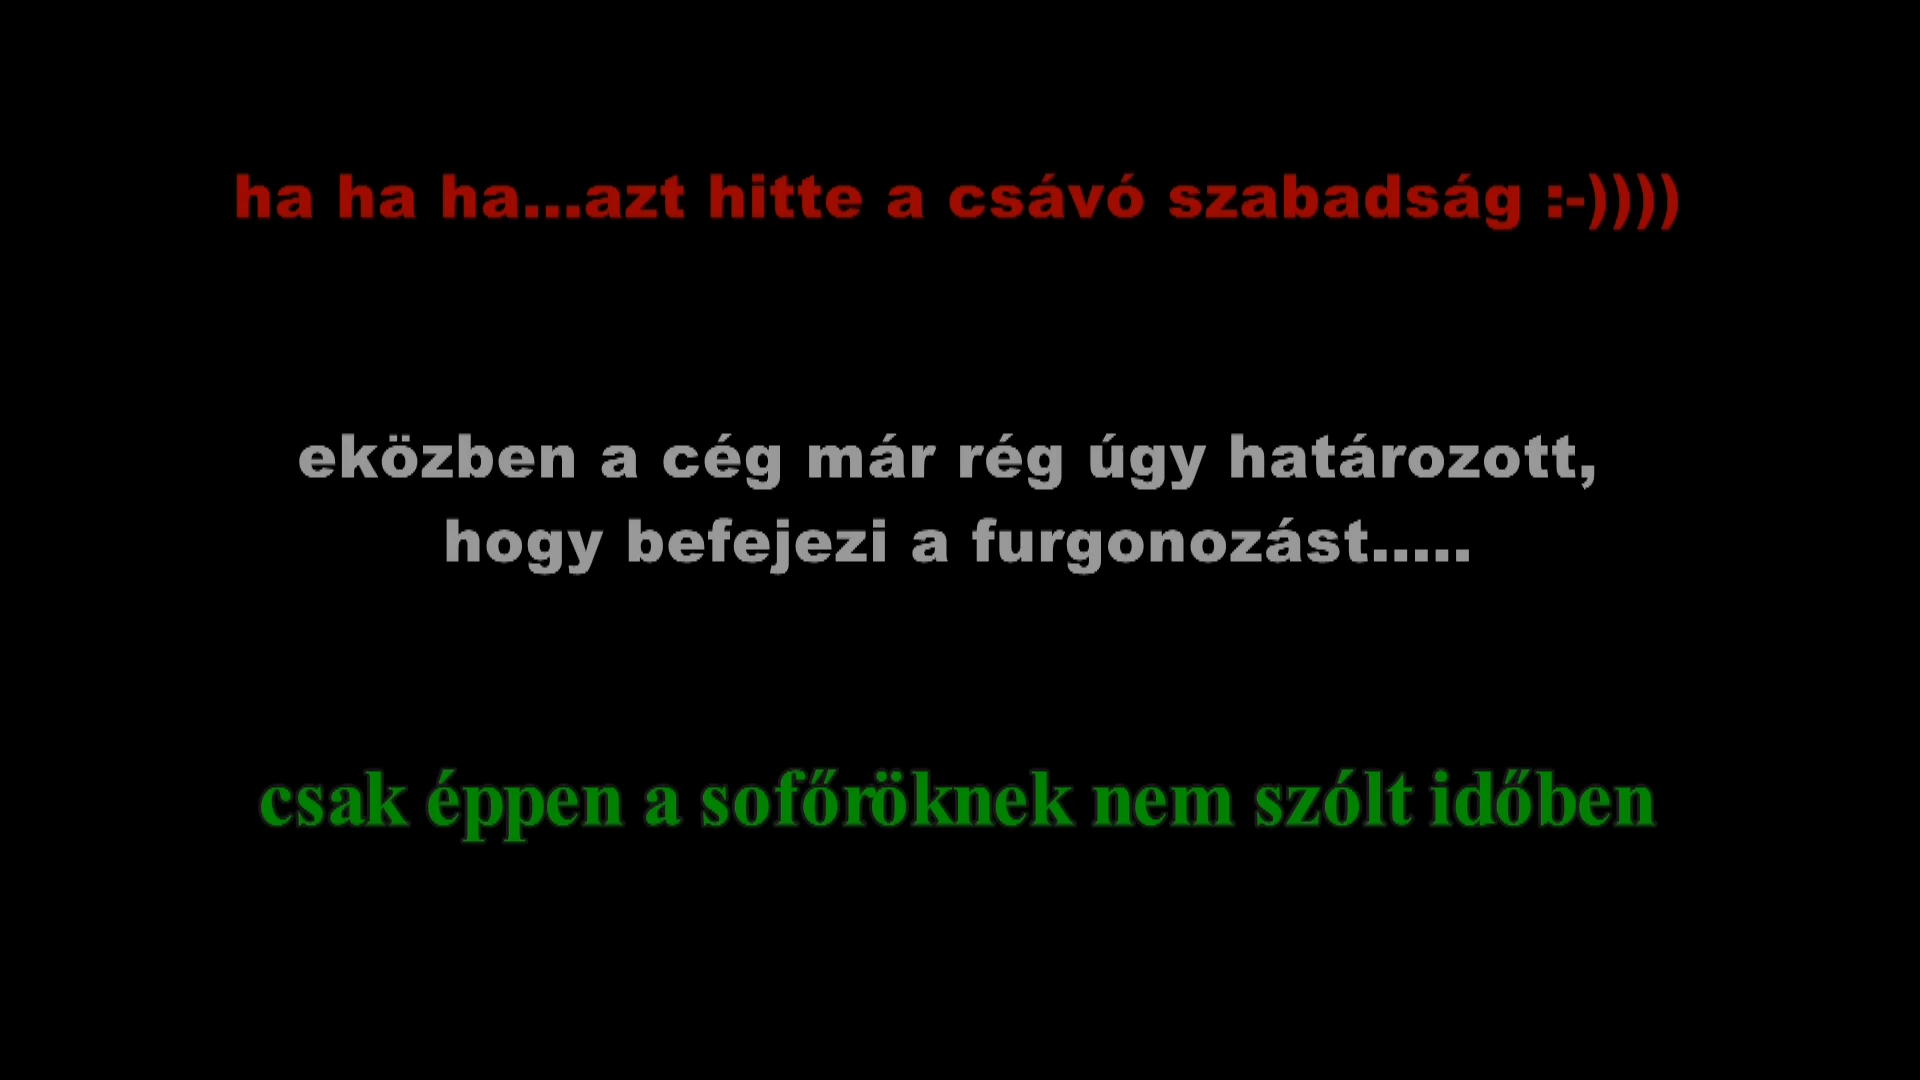 ha ha ha...azt hitte a csávó szabadság :-))))
eközben a cég már rég úgy határozott,
hogy befejezi a furgonozást.....
csak éppen a sofőröknek nem szólt időben